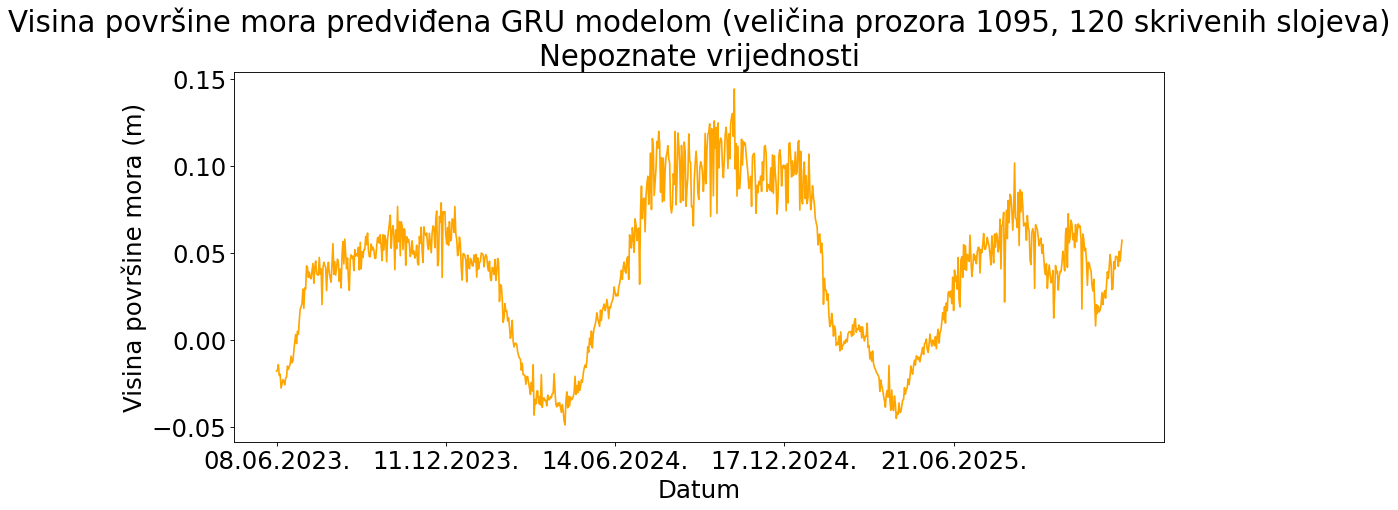 Visina površine mora predviđena GRU modelom (veličina prozora 1095, 120 skrivenih slojeva)
Nepoznate vrijednosti
Visina površine mora (m)
0.15
0.10
0.05
0.00
−0.05
08.06.2023.
11.12.2023.
14.06.2024.
17.12.2024.
21.06.2025.
Datum